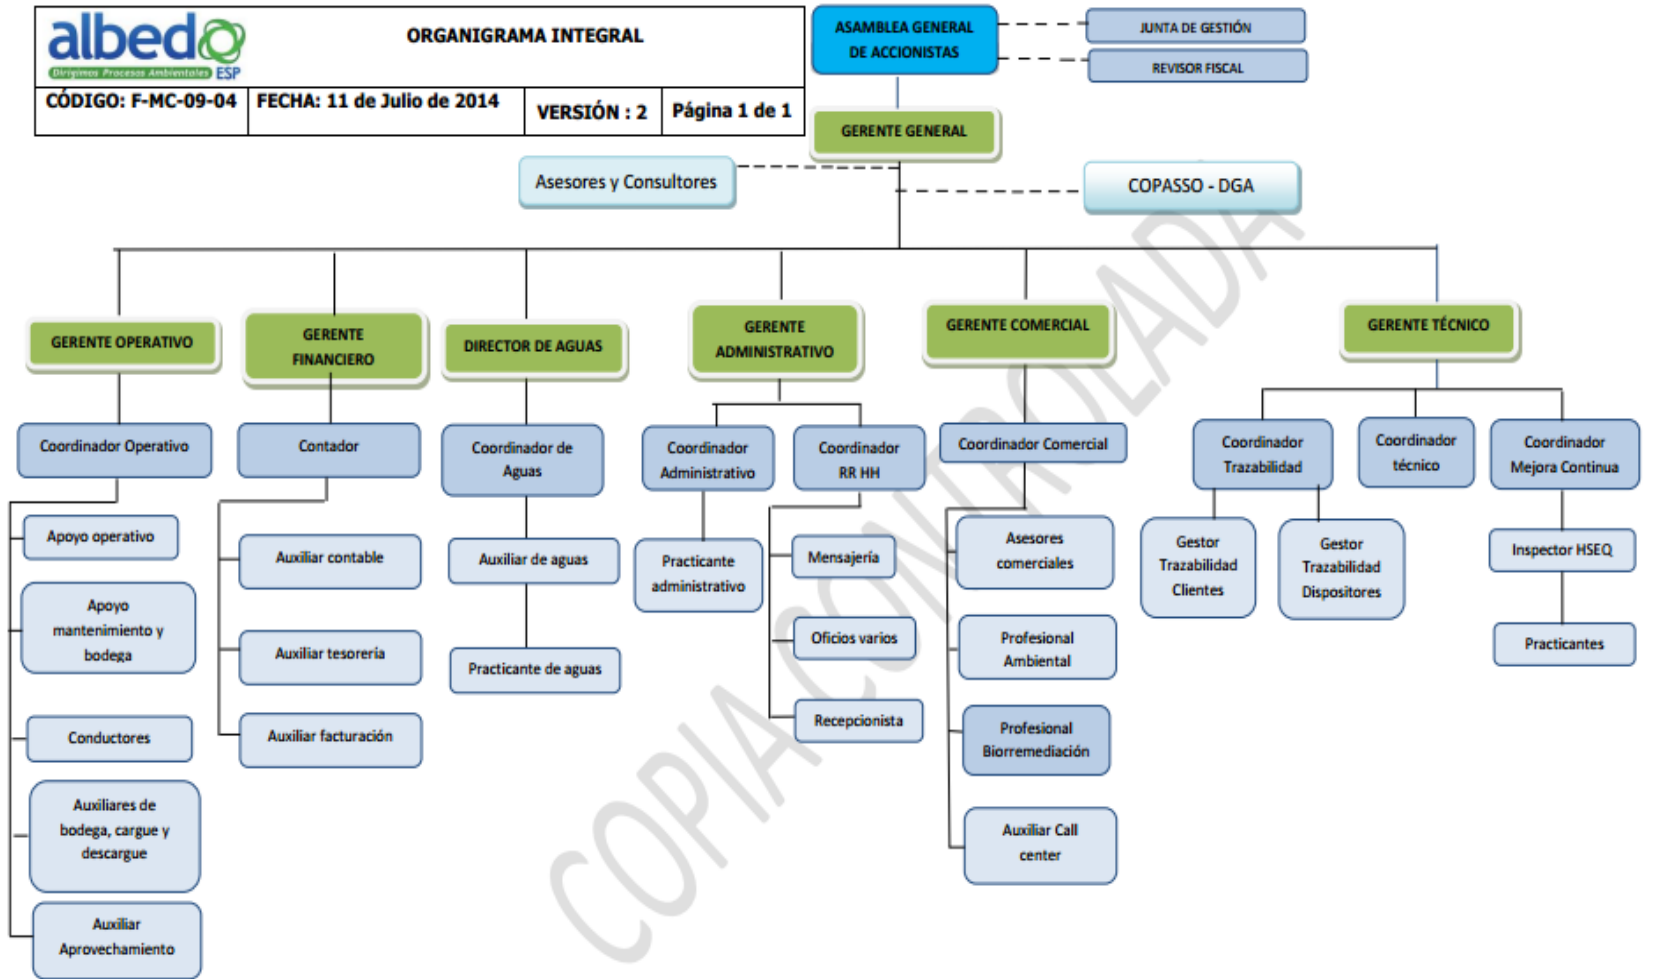 albedo
Dirigimos Procesos Ambientales ESP
ORGANIGRAMA INTEGRAL
CÓDIGO: F-MC-09-04
FECHA: 11 de Julio de 2014
VERSIÓN : 2
Página 1 de 1
ASAMBLEA GENERAL
DE ACCIONISTAS
JUNTA DE GESTIÓN
REVISOR FISCAL
GERENTE GENERAL
Asesores y Consultores
COPASSO - DGA
GERENTE OPERATIVO
GERENTE
FINANCIERO
DIRECTOR DE AGUAS
GERENTE
ADMINISTRATIVO
GERENTE COMERCIAL
GERENTE TÉCNICO
Coordinador Operativo
Contador
Coordinador de
Aguas
Coordinador
Administrativo
Coordinador
RR HH
Coordinador Comercial
Coordinador
Trazabilidad
Coordinador
técnico
Coordinador
Mejora Continua
Apoyo operativo
Apoyo
mantenimiento y
bodega
Conductores
Auxiliares de
bodega, cargue y
descargue
Auxiliar
Aprovechamiento
Auxiliar contable
Auxiliar tesorería
Auxiliar facturación
Auxiliar de aguas
Practicante de aguas
Practicante
administrativo
Mensajería
Oficios varios
Recepcionista
Asesores
comerciales
Profesional
Ambiental
Profesional
Biorremediación
Auxiliar Call
center
Gestor
Trazabilidad
Clientes
Gestor
Trazabilidad
Dispositores
Inspector HSEQ
Practicantes
COPIA CONTROLADA